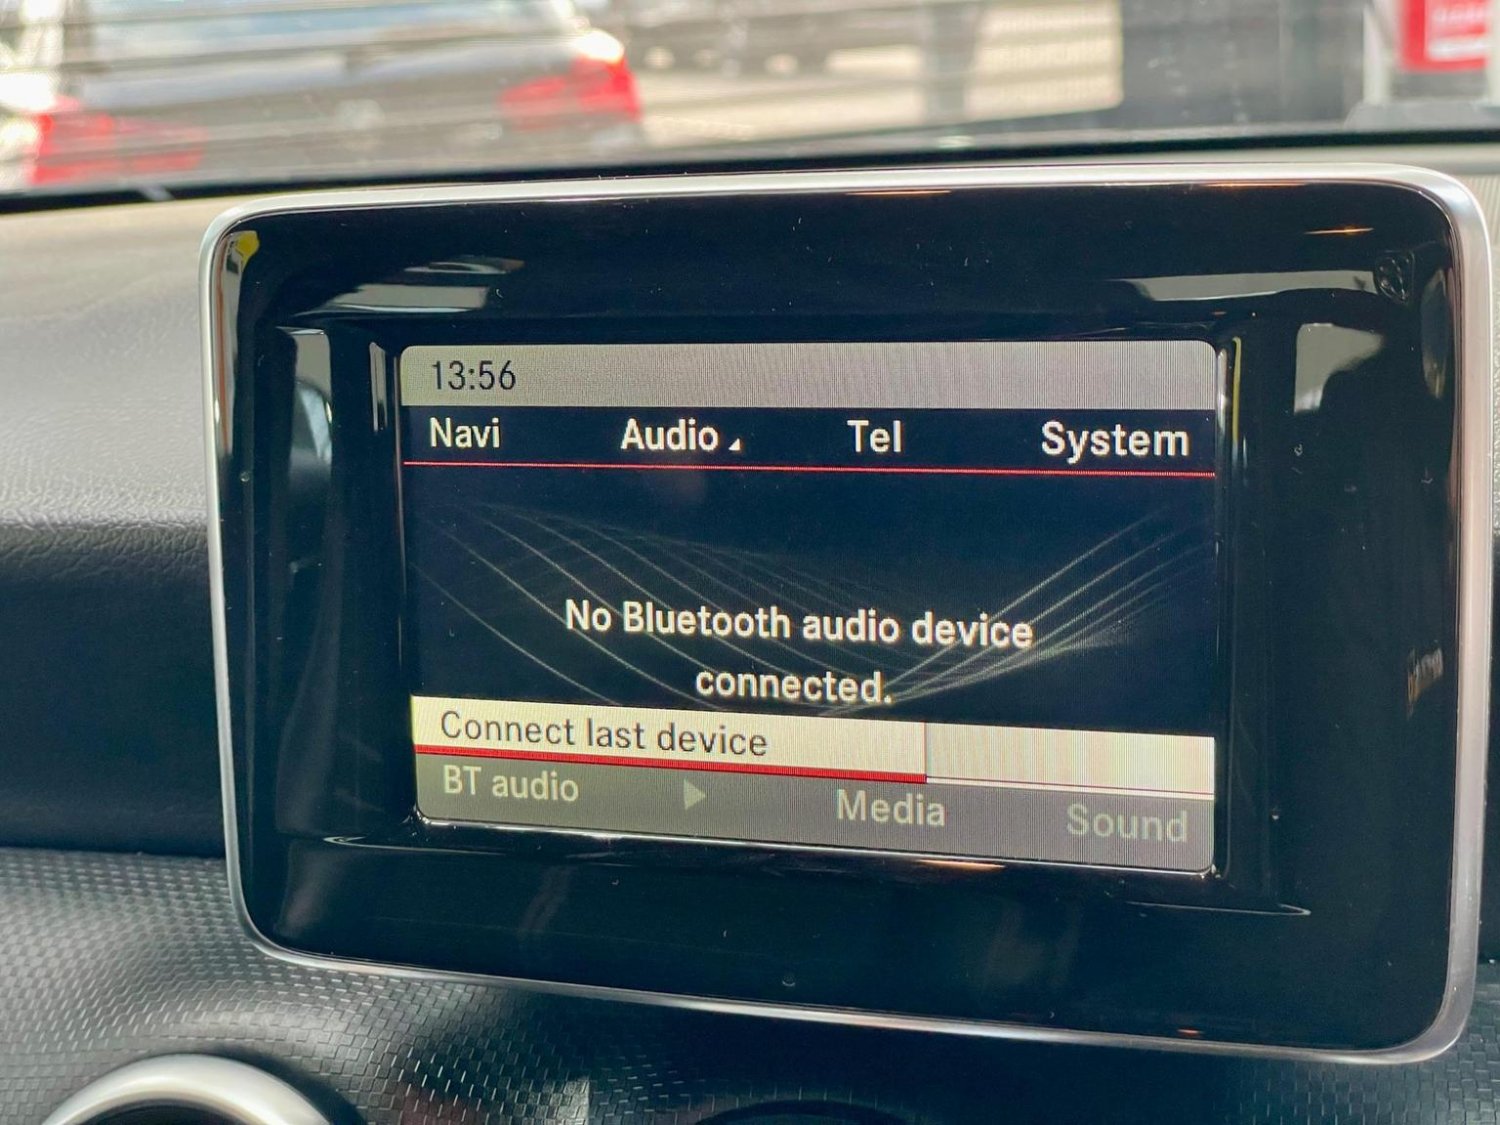 13:56
Navi Audio Tel System
No Bluetooth audio device
connected.
Connect last device
BT audio Media Sound